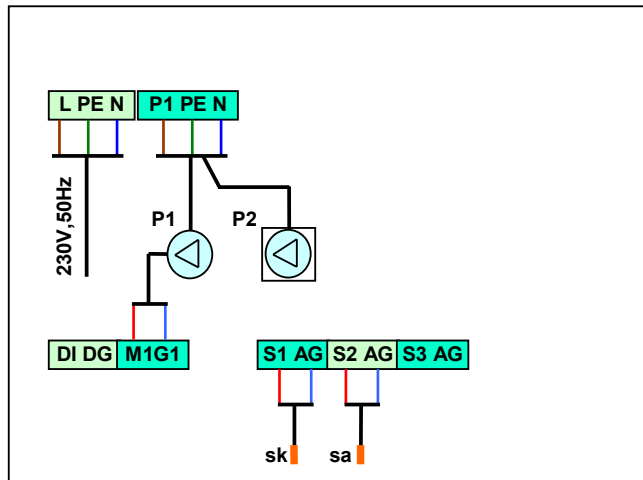 L PE N P1 PE N
230V,50Hz
P1 P2
DI DG M1G1 S1 AG S2 AG S3 AG
sk sa